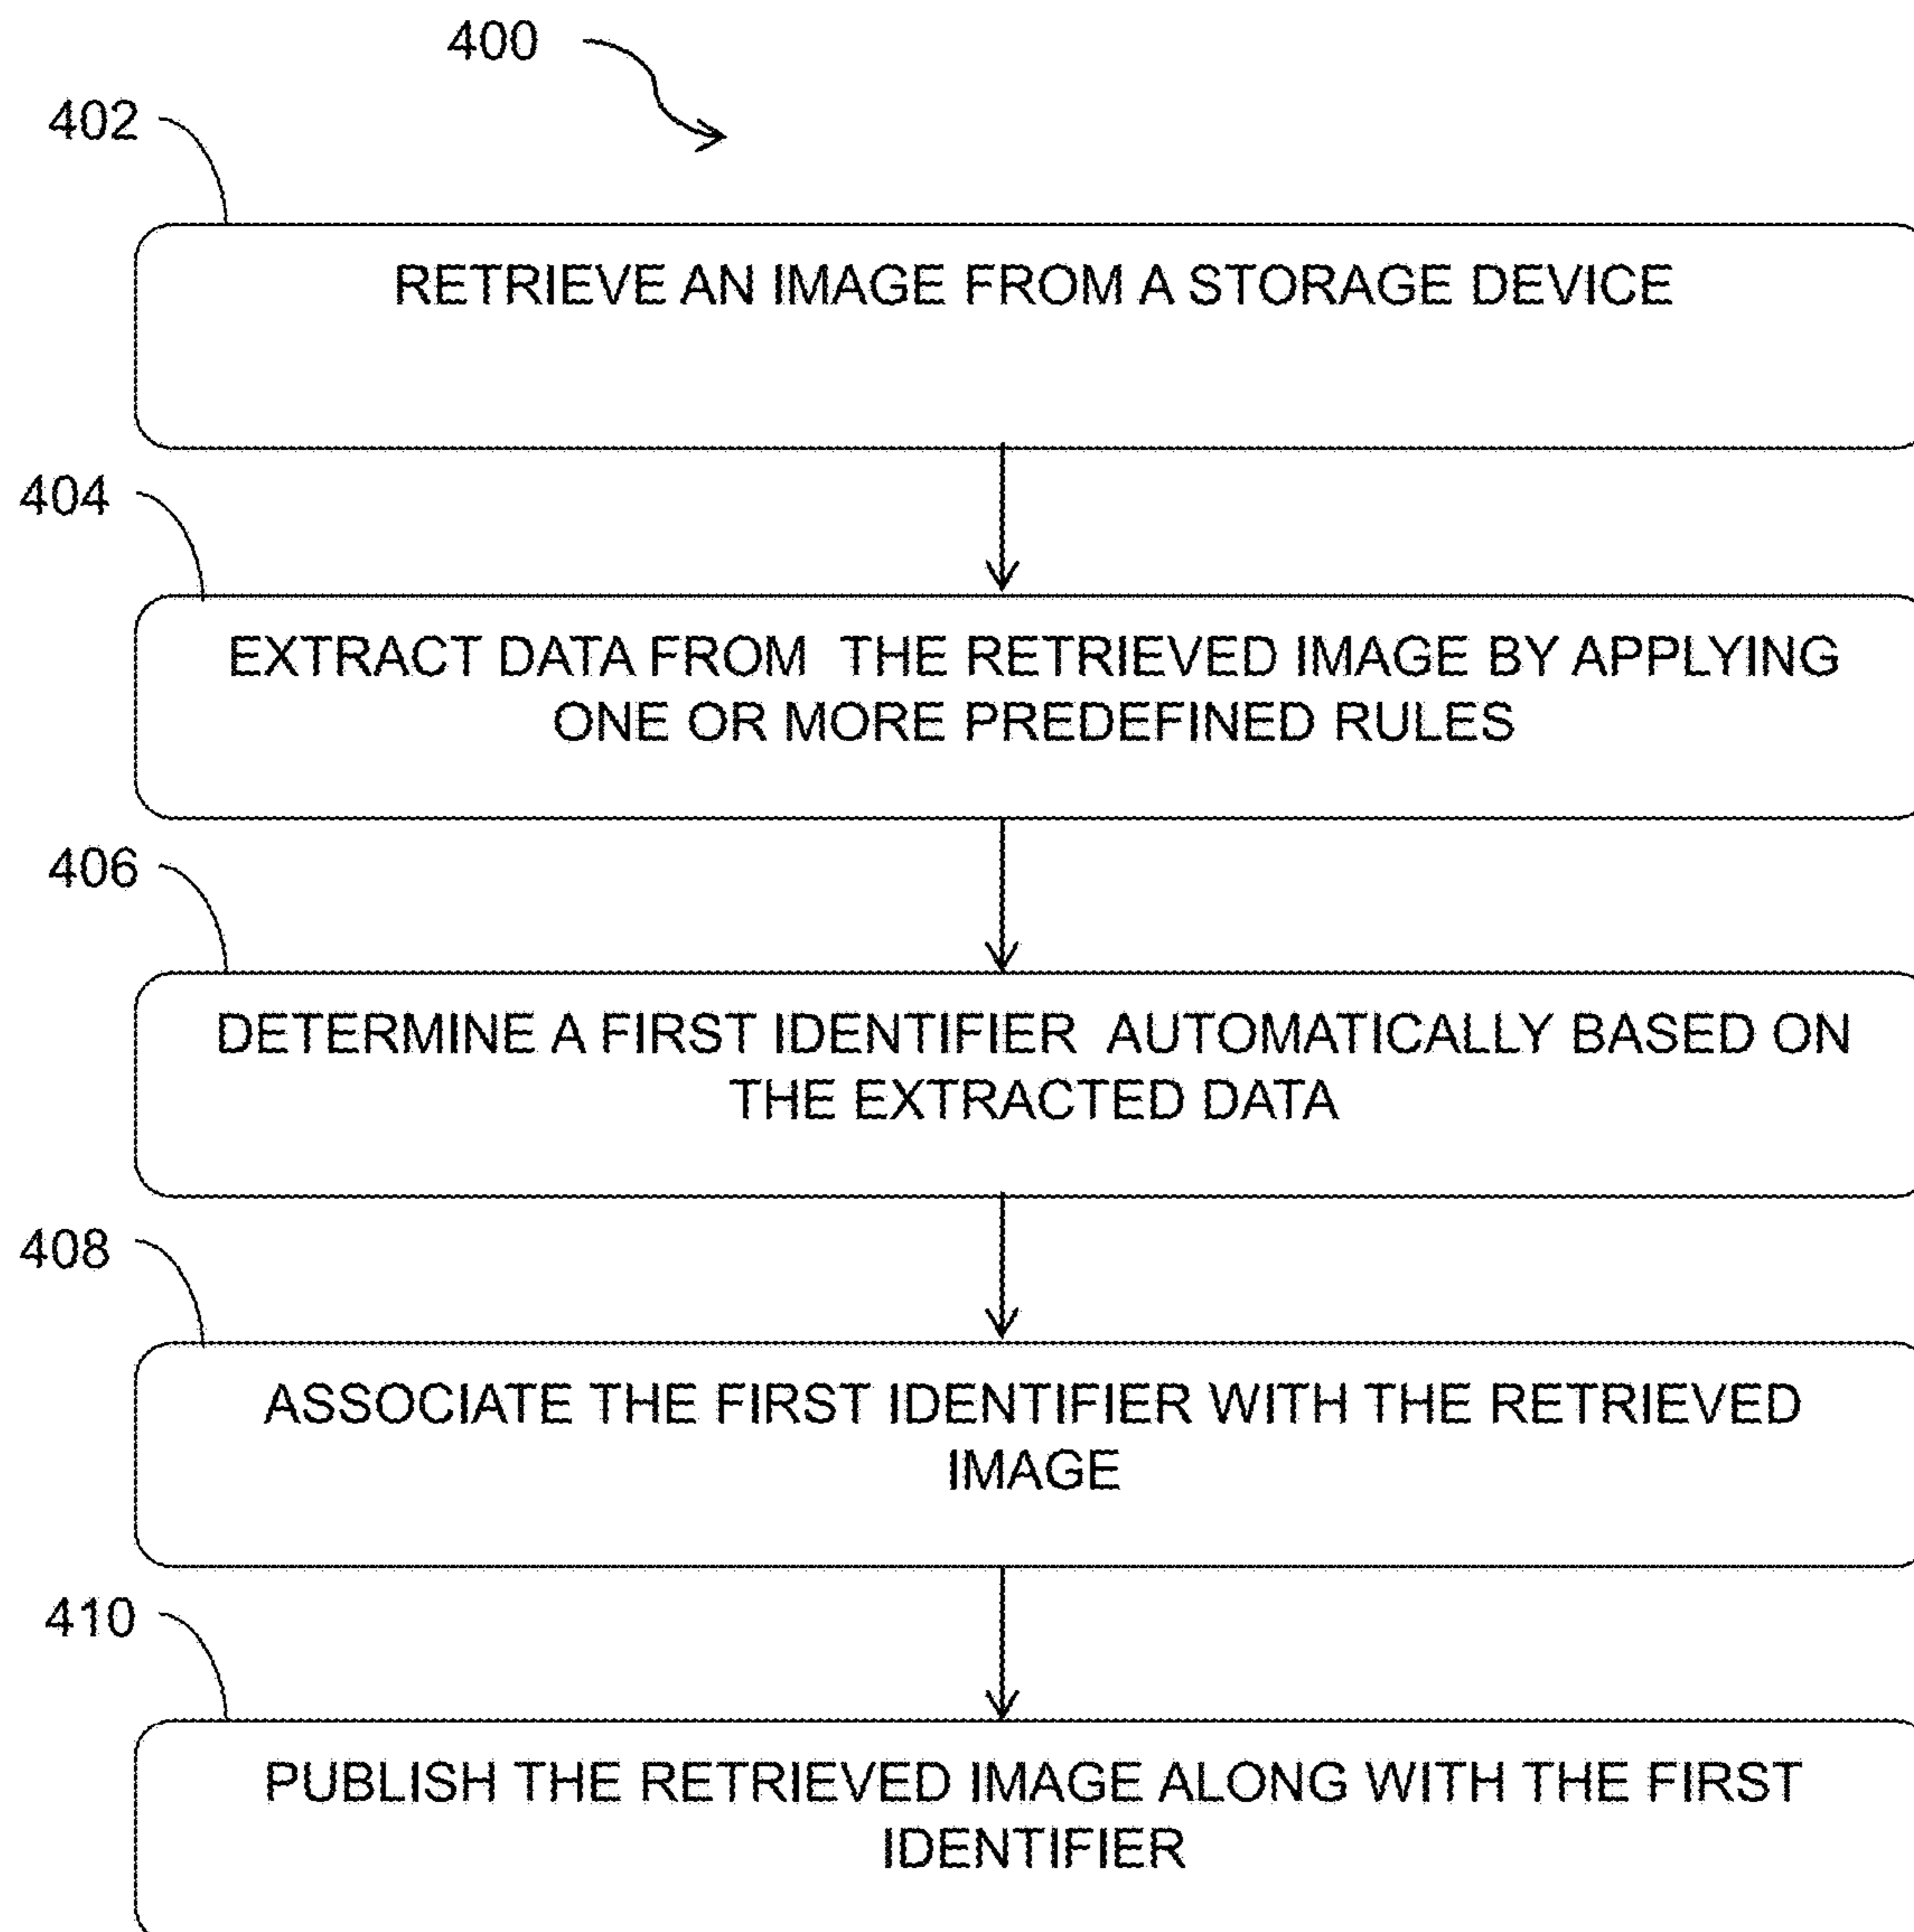 400
402
RETRIEVE AN IMAGE FROM A STORAGE DEVICE
404
EXTRACT DATA FROM THE RETRIEVED IMAGE BY APPLYING
ONE OR MORE PREDEFINED RULES
406
DETERMINE A FIRST IDENTIFIER AUTOMATICALLY BASED ON
THE EXTRACTED DATA
408
ASSOCIATE THE FIRST IDENTIFIER WITH THE RETRIEVED
IMAGE
410
PUBLISH THE RETRIEVED IMAGE ALONG WITH THE FIRST
IDENTIFIER